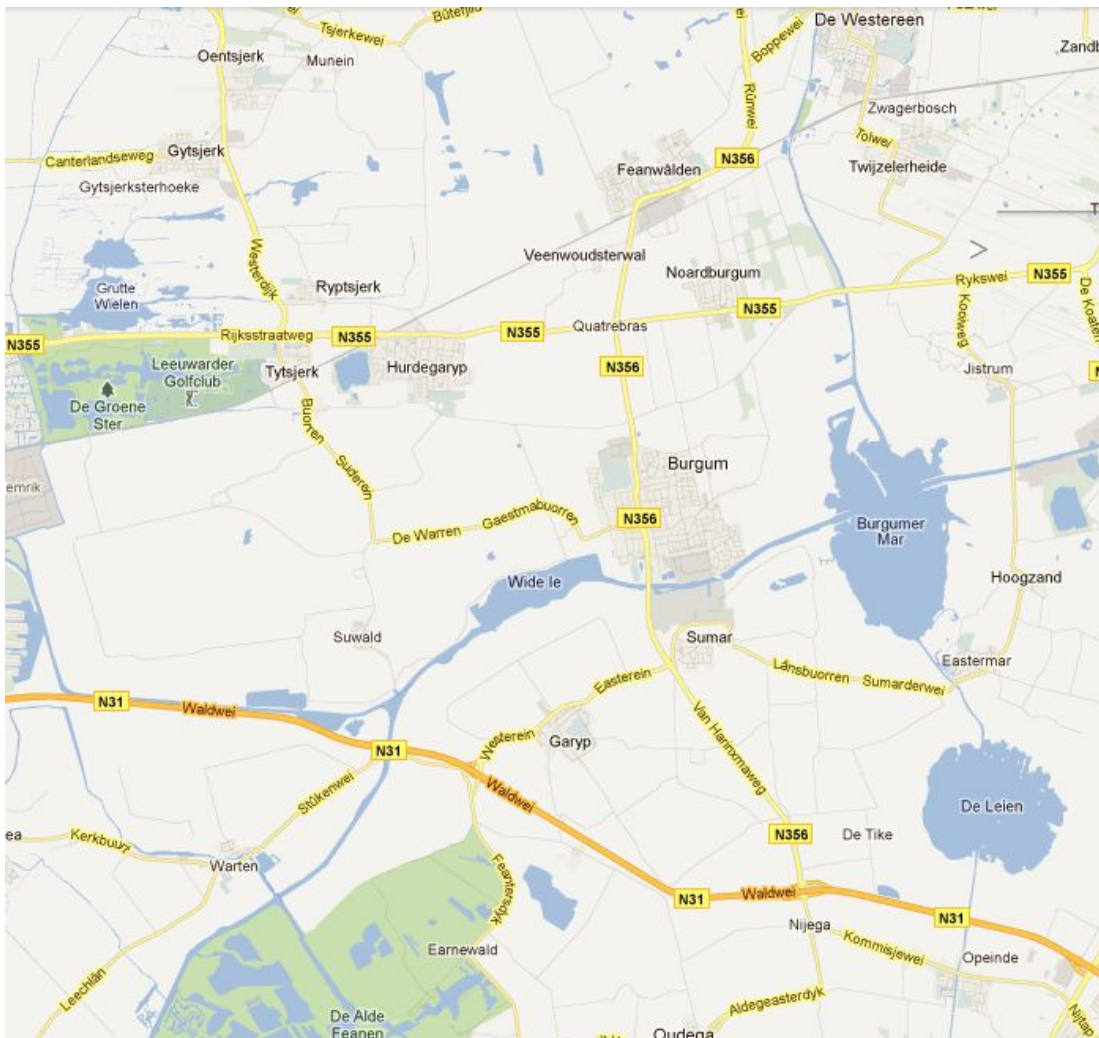 Tsjerkewei
Bûtefjild
De Westereen
Boppewei
Oentsjerk
Munein
Rûnwei
Zwagerbosch
Tolwei
Canterlandseweg
Gytsjerk
Feanwâlden
N356
Twijzelerheide
Gytsjerksterhoeke
Westerdijk
Veenwoudsterwal
Noardburgum
>
Rykswei
N355
Grutte
Wielen
Ryptsjerk
Kooiweg
N355
Rijksstraatweg
N355
N355
Quatrebras
N355
N356
Leeuwarder
Golfclub
Tytsjerk
Hurdegaryp
Jistrum
De Groene
Ster
Buorren
Suderein
Burgum
De Warren
Gaestmabuorren
N356
Burgumer
Mar
Wide Ie
Hoogzand
Suwald
Sumar
Lânsbuorren
Sumarderwei
Eastermar
Easterein
N31
Waldwei
Westerein
Garyp
Van Harinxmaweg
N31
Stûkenwei
Waldwei
De Leien
Kerkbuurt
Warten
N356
De Tike
Feantersdyk
N31
Waldwei
N31
Nijega
Kommisjewei
Earnewald
Opeinde
Leechlân
Aldegeasterdyk
De Alde
Feanen
Oudega